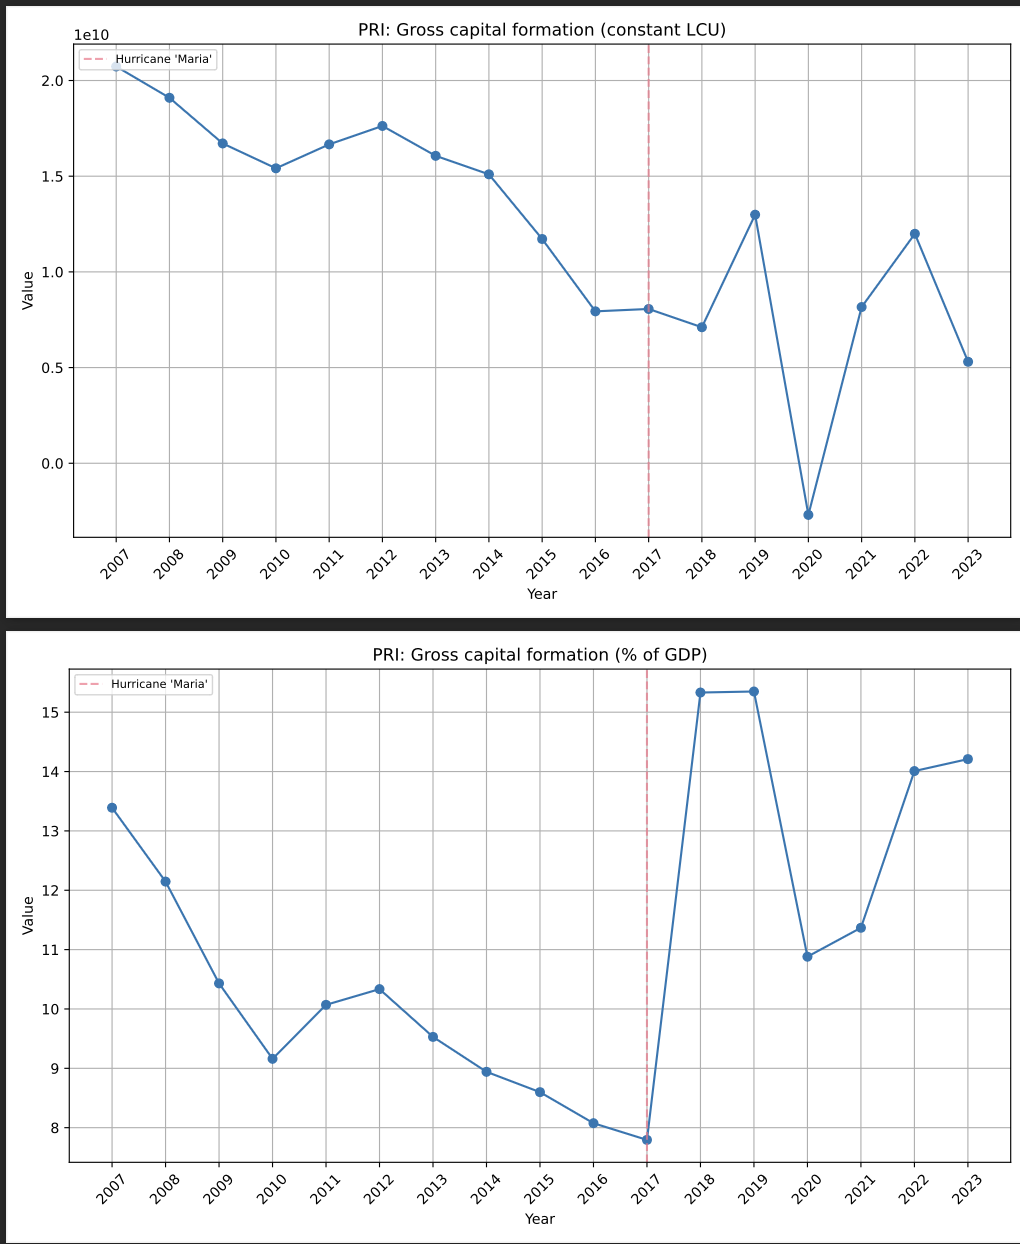 PRI: Gross capital formation (constant LCU)
1e10
Hurricane 'Maria'
2.0
1.5
1.0
0.5
0.0
Value
2007 2008 2009 2010 2011 2012 2013 2014 2015 2016 2017 2018 2019 2020 2021 2022 2023
Year
PRI: Gross capital formation (% of GDP)
Hurricane 'Maria'
15
14
13
12
11
10
9
8
Value
2007 2008 2009 2010 2011 2012 2013 2014 2015 2016 2017 2018 2019 2020 2021 2022 2023
Year